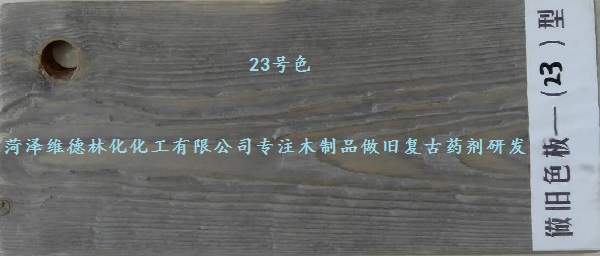 23号色
菏泽维德林化化工有限公司专注木制品做旧复古药剂研发
做旧色板—(23)型